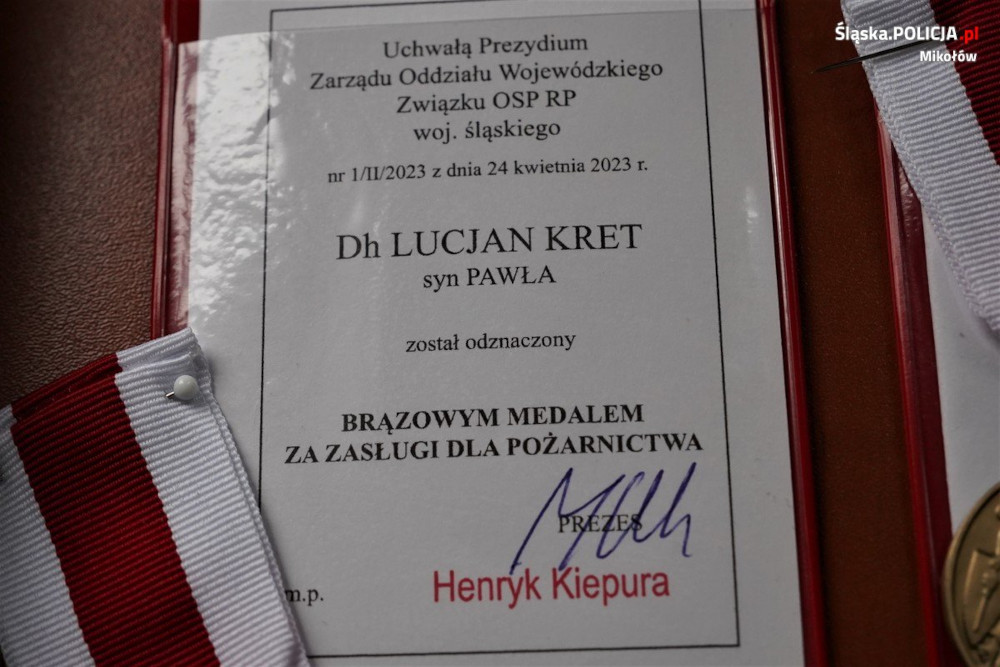 Śląska.POLICJA.pl
Mikołów
Uchwałą Prezydium
Zarządu Oddziału Wojewódzkiego
Związku OSP RP
woj. śląskiego
nr 1/II/2023 z dnia 24 kwietnia 2023 r.
Dh LUCJAN KRET
syn PAWŁA
został odznaczony
BRĄZOWYM MEDALEM
ZA ZASŁUGI DLA POŻARNICTWA
PREZES
m.p.
Henryk Kiepura